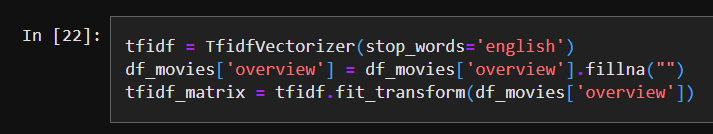 In [22]:
tfidf = TfidfVectorizer(stop_words='english')
df_movies['overview'] = df_movies['overview'].fillna("")
tfidf_matrix = tfidf.fit_transform(df_movies['overview'])